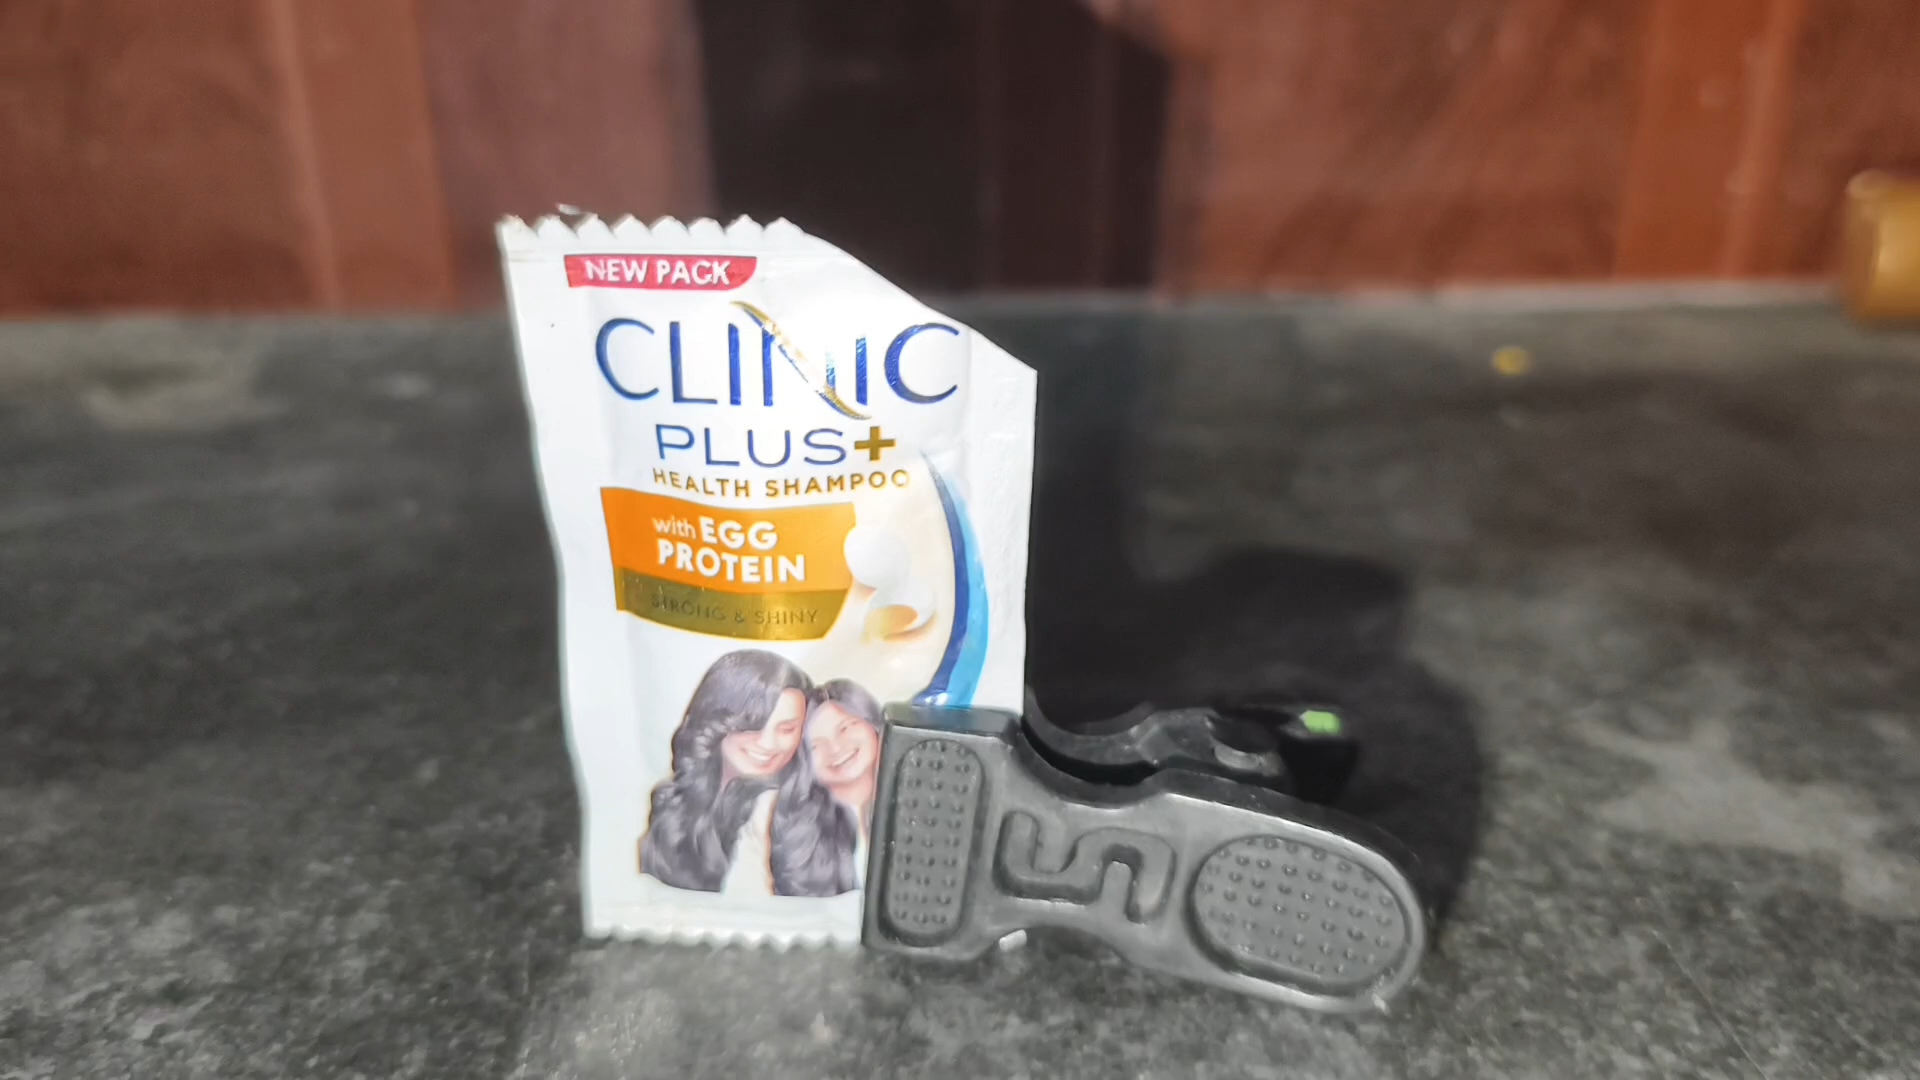 NEW PACK
CLINIC
PLUS+
HEALTH SHAMPOO
with EGG
PROTEIN
STRONG & SHINY